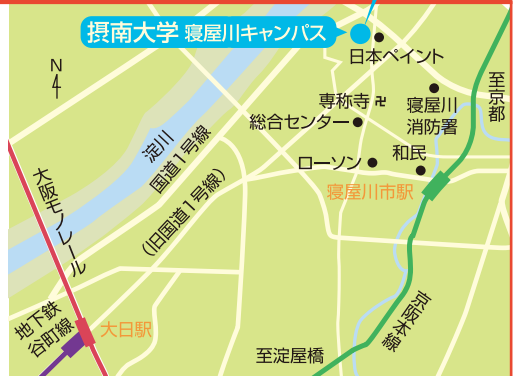 摂南大学 寝屋川キャンパス
N
日本ペイント
至京都
専称寺卍
寝屋川
消防署
総合センター
淀川
国道1号線
ローソン
和民
大阪モノレール
(旧国道1号線)
寝屋川市駅
地下鉄
谷町線
大日駅
京阪本線
至淀屋橋